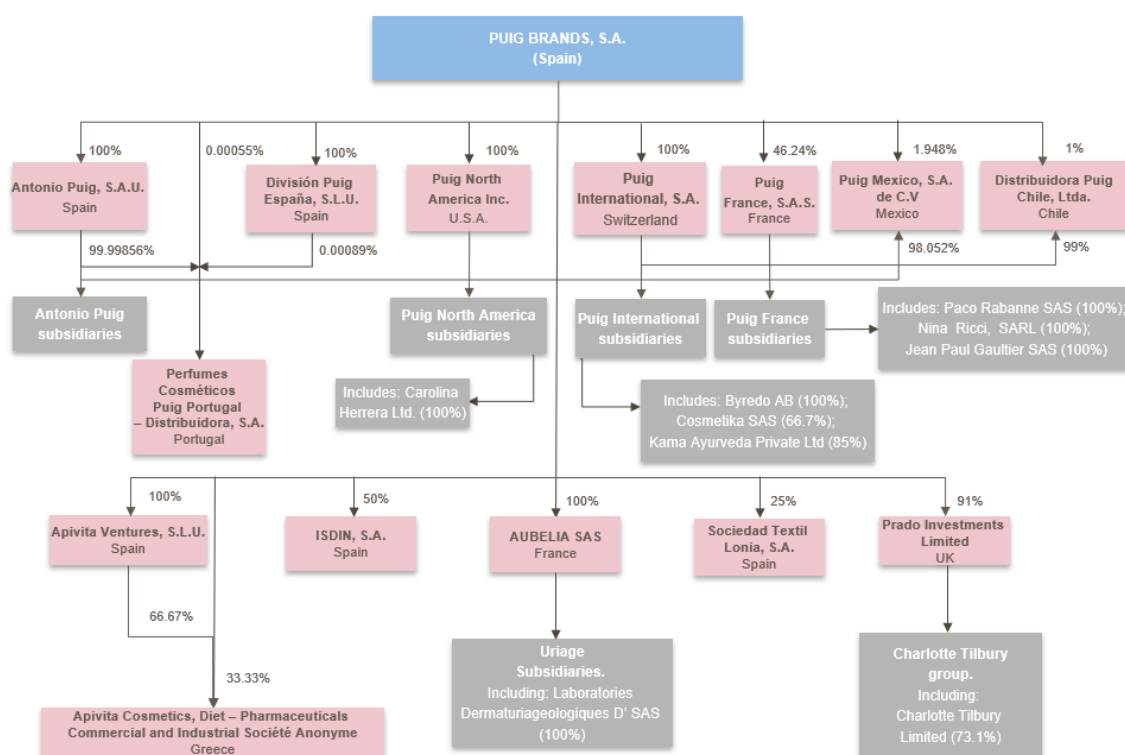 PUIG BRANDS, S.A.
(Spain)
100%
0.00055%
100%
100%
100%
46.24%
1.948%
1%
Antonio Puig, S.A.U.
Spain
División Puig
España, S.L.U.
Spain
Puig North
America Inc.
U.S.A.
Puig
International, S.A.
Switzerland
Puig
France, S.A.S.
France
Puig Mexico, S.A.
de C.V
Mexico
Distribuidora Puig
Chile, Ltda.
Chile
99.99856%
0.00089%
98.052%
99%
Antonio Puig
subsidiaries
Puig North America
subsidiaries
Puig International
subsidiaries
Puig France
subsidiaries
Includes: Paco Rabanne SAS (100%);
Nina Ricci, SARL (100%);
Jean Paul Gaultier SAS (100%)
Perfumes
Cosméticos
Puig Portugal
– Distribuidora, S.A.
Portugal
Includes: Carolina
Herrera Ltd. (100%)
Includes: Byredo AB (100%);
Cosmetika SAS (66.7%);
Kama Ayurveda Private Ltd (85%)
100%
50%
100%
25%
91%
Apivita Ventures, S.L.U.
Spain
ISDIN, S.A.
Spain
AUBELIA SAS
France
Sociedad Textil
Lonia, S.A.
Spain
Prado Investments
Limited
UK
66.67%
33.33%
Uriage
Subsidiaries.
Including: Laboratories
Dermaturiageologiques D' SAS
(100%)
Charlotte Tilbury
group.
Including:
Charlotte Tilbury
Limited (73.1%)
Apivita Cosmetics, Diet – Pharmaceuticals
Commercial and Industrial Société Anonyme
Greece